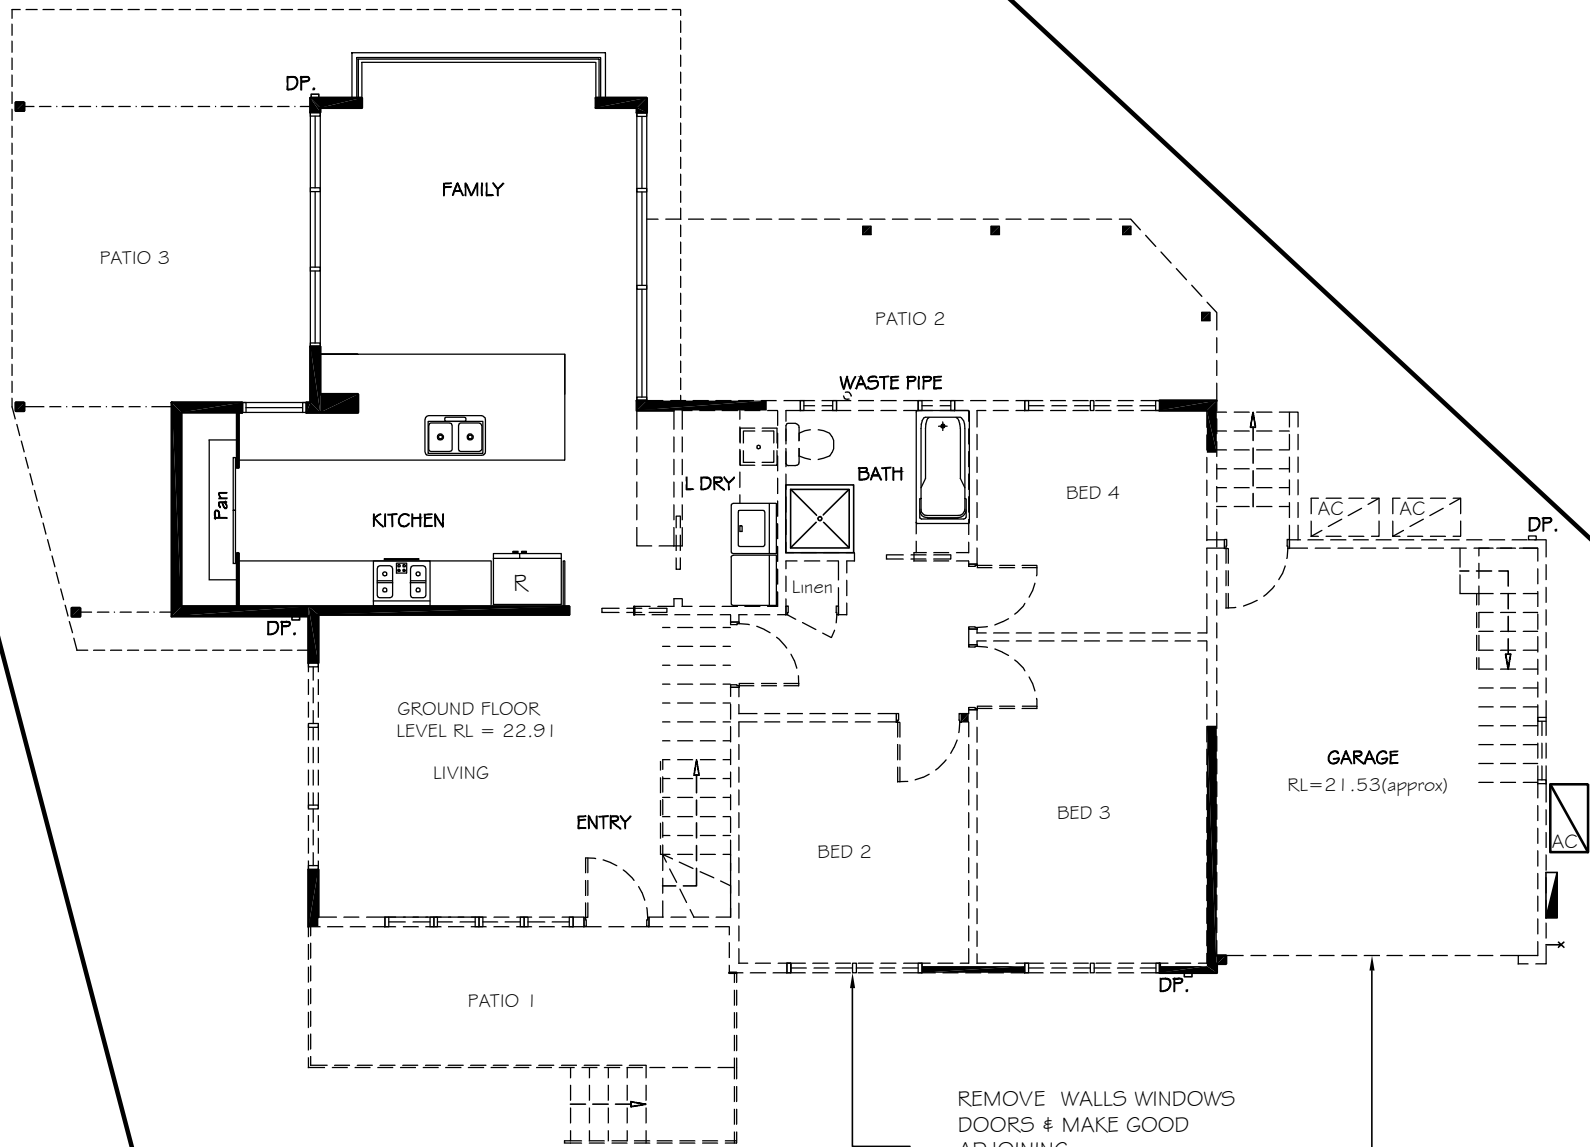 DP.
FAMILY
PATIO 3
PATIO 2
WASTE PIPE
L DRY
BATH
BED 4
Pan
KITCHEN
AC
AC
DP.
R
Linen
DP.
GROUND FLOOR
LEVEL RL = 22.91
LIVING
GARAGE
RL=21.53(approx)
ENTRY
BED 3
BED 2
AC
DP.
PATIO 1
REMOVE WALLS WINDOWS
DOORS & MAKE GOOD
ADJOINING